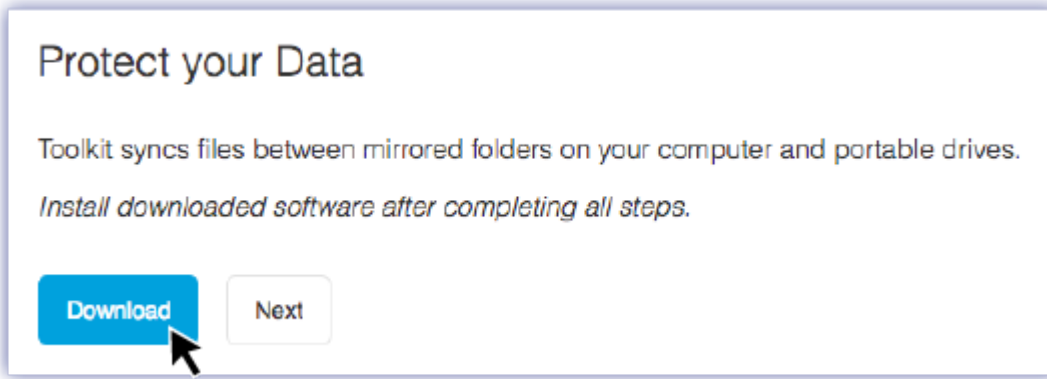 Protect your Data
Toolkit syncs files between mirrored folders on your computer and portable drives.
Install downloaded software after completing all steps.
Download
Next